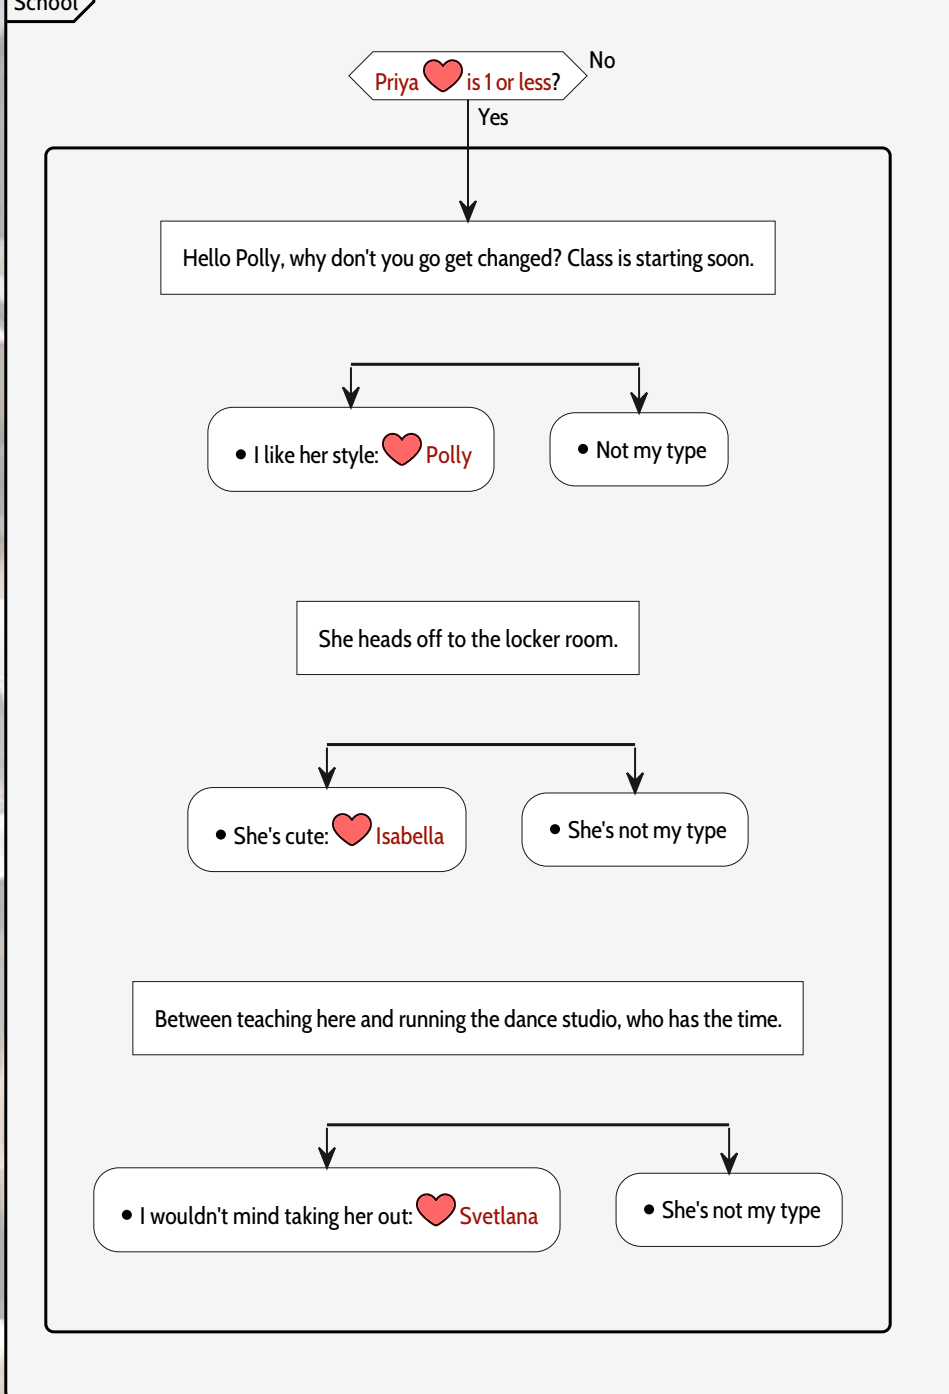 School
No
Priya is 1 or less?
Yes
Hello Polly, why don't you go get changed? Class is starting soon.
• I like her style: Polly
• Not my type
She heads off to the locker room.
• She's cute: Isabella
• She's not my type
Between teaching here and running the dance studio, who has the time.
• I wouldn't mind taking her out: Svetlana
• She's not my type